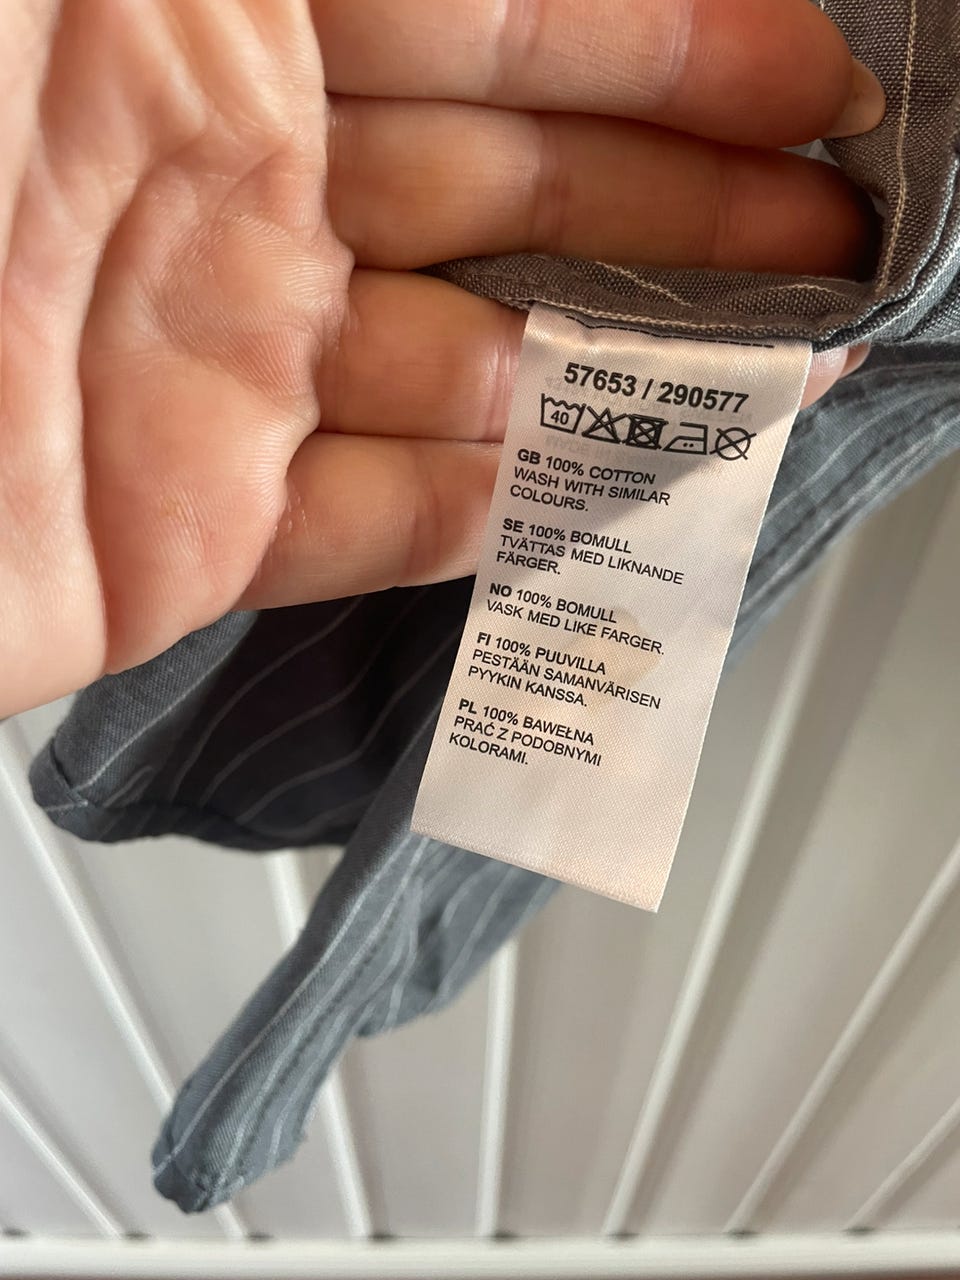 57653 / 290577
40
GB 100% COTTON
WASH WITH SIMILAR
COLOURS.
SE 100% BOMULL
TVÄTTAS MED LIKNANDE
FÄRGER.
NO 100% BOMULL
VASK MED LIKE FARGER.
FI 100% PUUVILLA
PESTÄÄN SAMANVÄRISEN
PYYKIN KANSSA.
PL 100% BAWEŁNA
PRAĆ Z PODOBNYMI
KOLORAMI.